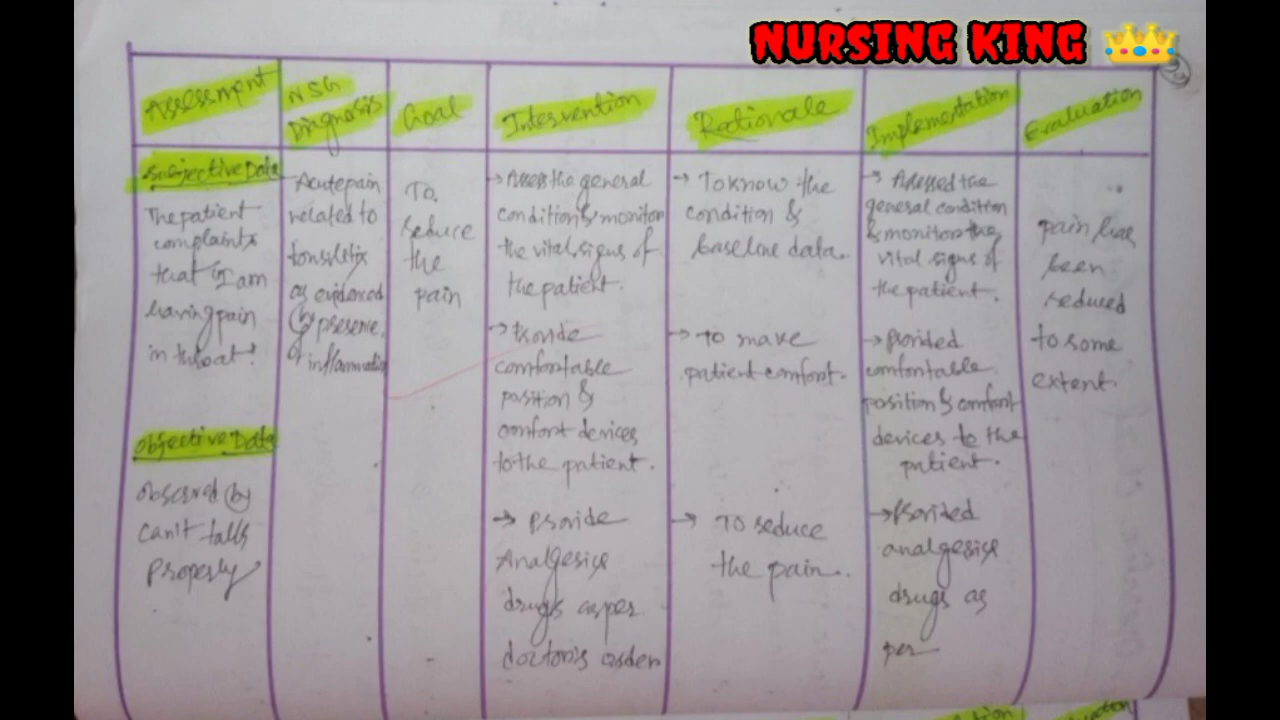 NURSING KING
Assessment
NSG
Diagnosis
Goal
Intervention
Rationale
Implementation
Evaluation
Subjective Data
The patient
complaints
that I am
having pain
in throat!
Objective Data
observed by
can't talk
properly
Acute pain
related to
tonsiletis
as evidenced
by presence
of inflammation
To
reduce
the
pain
→ Assess the general
condition & monitor
the vital signs of
the patient.
→ Provide
comfortable
position &
comfort devices
to the patient.
→ Provide
Analgesics
drugs as per
doctor's order
→ To know the
condition &
baseline data.
→ To make
patient comfort.
→ To reduce
the pain.
→ Assessed the
general condition
& monitor the
vital signs of
the patient.
→ Provided
comfortable
position & comfort
devices to the
patient.
→ Provided
analgesics
drugs as
per
pain has
been
reduced
to some
extent.